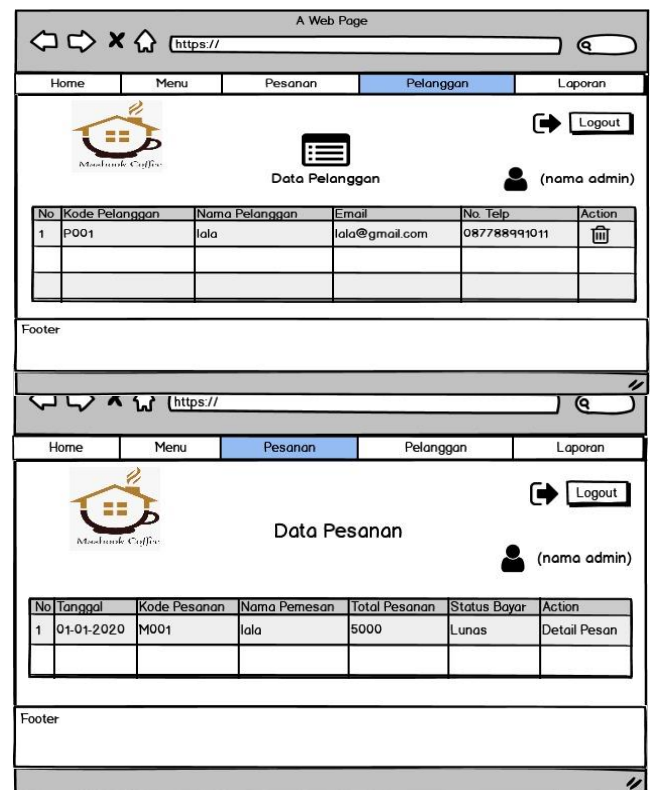 A Web Page
https://
Home Menu Pesanan Pelanggan Laporan
Logout
Coffee
Data Pelanggan
(nama admin)
No Kode Pelanggan Nama Pelanggan Email No. Telp Action
1 P001 lala lala@gmail.com 087788991011
Footer
https://
Home Menu Pesanan Pelanggan Laporan
Logout
Data Pesanan
Coffee
(nama admin)
No Tanggal Kode Pesanan Nama Pemesan Total Pesanan Status Bayar Action
1 01-01-2020 M001 lala 5000 Lunas Detail Pesan
Footer